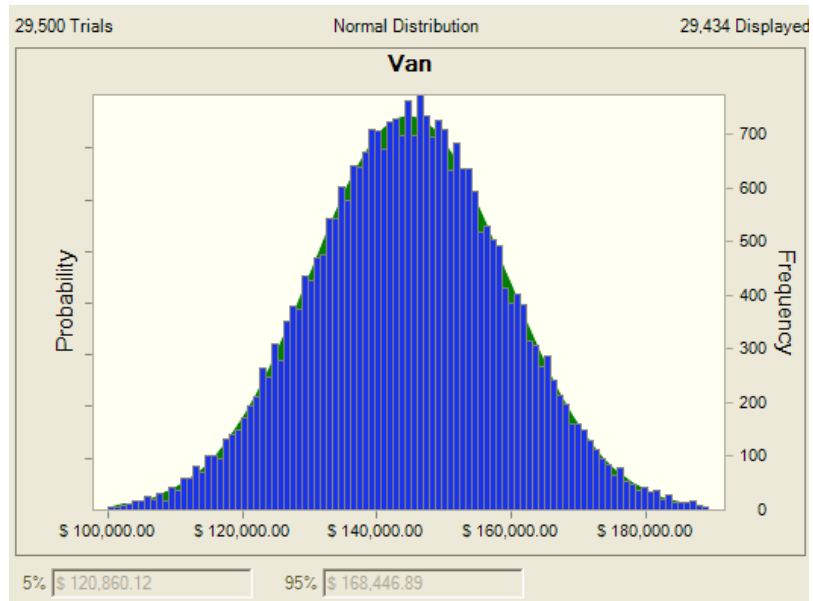 29,500 Trials Normal Distribution 29,434 Displayed
Van
Probability
700
600
500
400
300
200
100
0
Frequency
$ 100,000.00 $ 120,000.00 $ 140,000.00 $ 160,000.00 $ 180,000.00
5% $ 120,860.12 95% $ 168,446.89